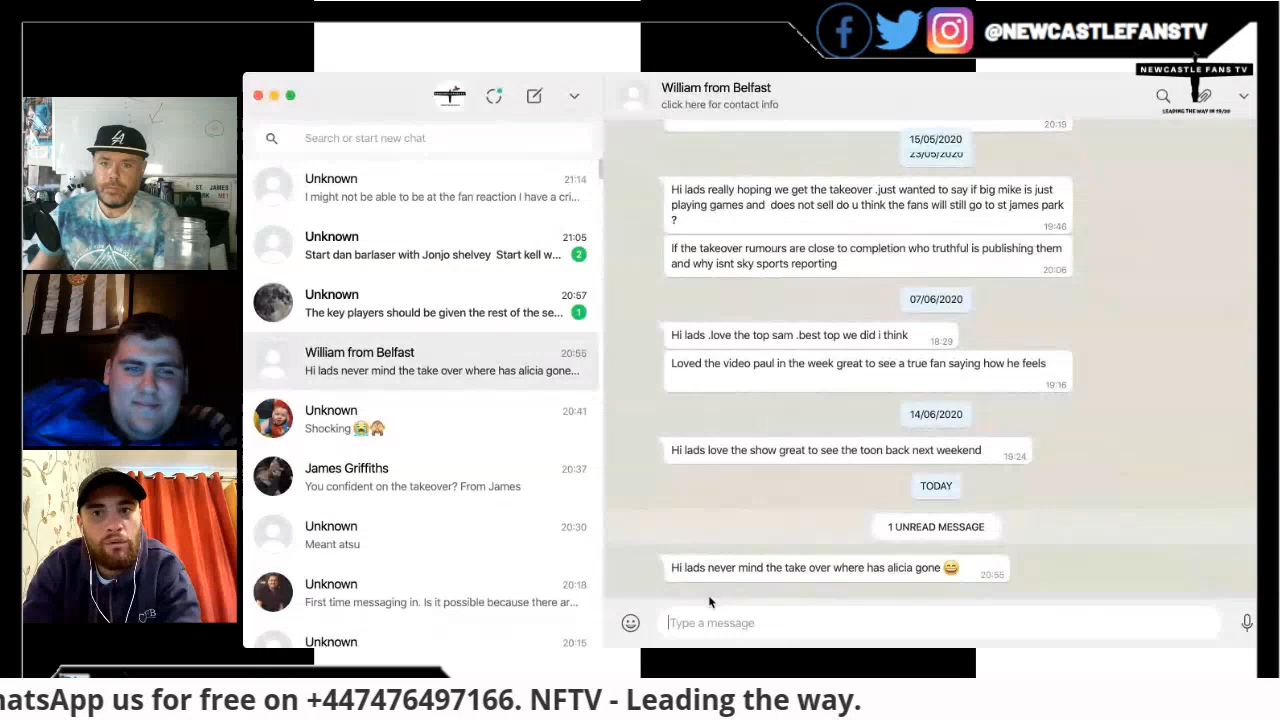 @NEWCASTLEFANSTV
NEWCASTLE FANS TV
LEADING THE WAY IN 19/20
ST. JAMES
PARK NE1
Search or start new chat
Unknown
21:14
I might not be able to be at the fan reaction I have a cri...
Unknown
21:05
Start dan barlaser with Jonjo shelvey Start kell w...
2
Unknown
20:57
The key players should be given the rest of the se...
1
William from Belfast
20:55
Hi lads never mind the take over where has alicia gone...
Unknown
20:41
Shocking 😭🙈
James Griffiths
20:37
You confident on the takeover? From James
Unknown
20:30
Meant atsu
Unknown
20:18
First time messaging in. Is it possible because there ar...
Unknown
20:15
William from Belfast
click here for contact info
20:19
15/05/2020
23/05/2020
Hi lads really hoping we get the takeover .just wanted to say if big mike is just
playing games and does not sell do u think the fans will still go to st james park
?
19:46
If the takeover rumours are close to completion who truthful is publishing them
and why isnt sky sports reporting
20:06
07/06/2020
Hi lads .love the top sam .best top we did i think
18:29
Loved the video paul in the week great to see a true fan saying how he feels
19:16
14/06/2020
Hi lads love the show great to see the toon back next weekend
19:24
TODAY
1 UNREAD MESSAGE
Hi lads never mind the take over where has alicia gone 😄
20:55
Type a message
hatsApp us for free on +447476497166. NFTV - Leading the way.